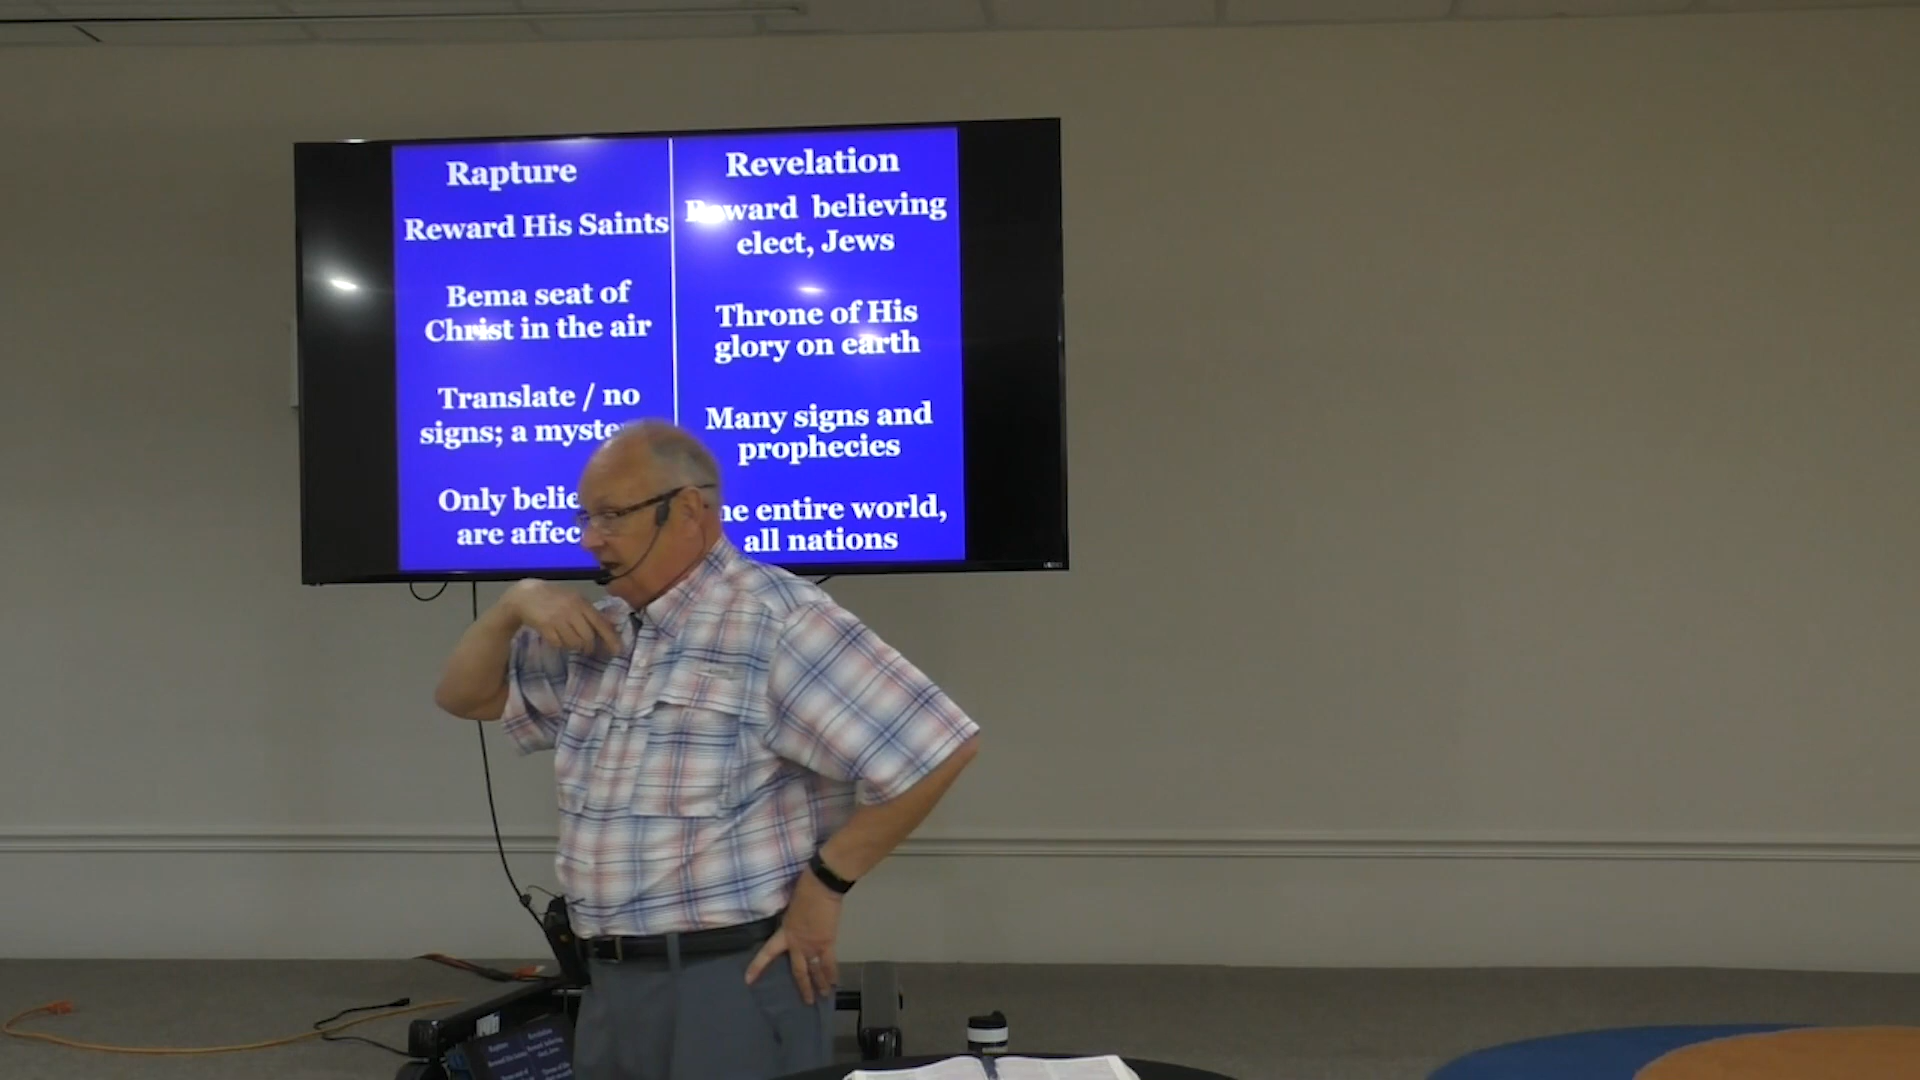 Rapture
Reward His Saints
Bema seat of
Christ in the air
Translate / no
signs; a myste
Only belie
are affec
Revelation
Reward believing
elect, Jews
Throne of His
glory on earth
Many signs and
prophecies
he entire world,
all nations